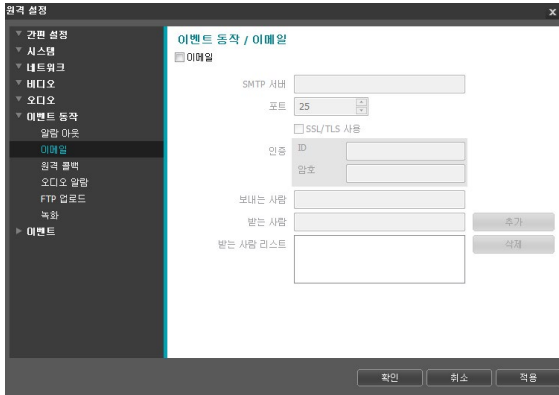 원격 설정
x
간편 설정
시스템
네트워크
비디오
오디오
이벤트 동작
알람 아웃
이메일
원격 콜백
오디오 알람
FTP 업로드
녹화
이벤트
이벤트 동작 / 이메일
이메일
SMTP 서버
포트 25
SSL/TLS 사용
인증 ID
암호
보내는 사람
받는 사람 추가
받는 사람 리스트 삭제
확인 취소 적용